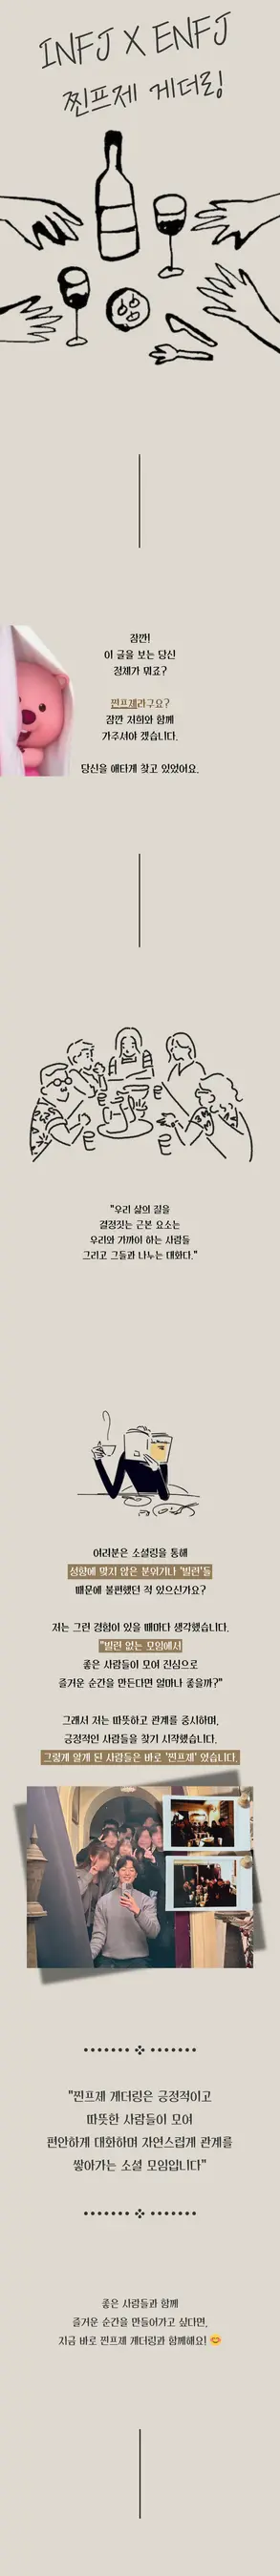 INFJ X ENFJ
찐프제 게더링
잠깐!
이 글을 보는 당신
정체가 뭐죠?
찐프제라구요?
잠깐 저희와 함께
가주셔야 겠습니다.
당신을 애타게 찾고 있었어요.
"우리 삶의 질을
결정짓는 근본 요소는
우리와 가까이 하는 사람들
그리고 그들과 나누는 대화다."
여러분은 소셜링을 통해
성향에 맞지 않은 분위기나 '빌런'들
때문에 불편했던 적 있으신가요?
저는 그런 경험이 있을 때마다 생각했습니다.
"빌런 없는 모임에서
좋은 사람들이 모여 진심으로
즐거운 순간을 만든다면 얼마나 좋을까?"
그래서 저는 따뜻하고 관계를 중시하며,
긍정적인 사람들을 찾기 시작했습니다.
그렇게 알게 된 사람들은 바로 '찐프제' 였습니다.
"찐프제 게더링은 긍정적이고
따뜻한 사람들이 모여
편안하게 대화하며 자연스럽게 관계를
쌓아가는 소셜 모임입니다"
좋은 사람들과 함께
즐거운 순간을 만들어가고 싶다면,
지금 바로 찐프제 게더링과 함께해요! 😊